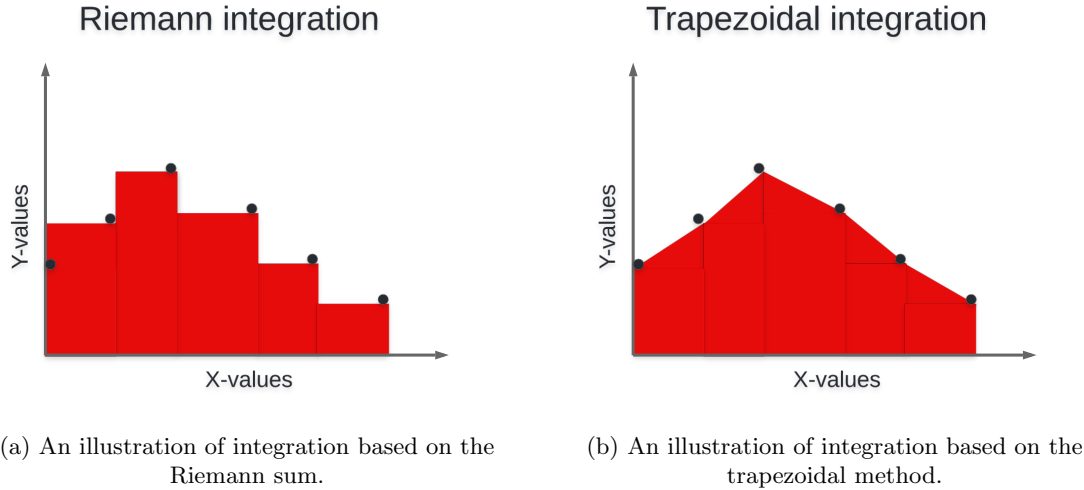 Riemann integration
Y-values
X-values
(a) An illustration of integration based on the
Riemann sum.
Trapezoidal integration
Y-values
X-values
(b) An illustration of integration based on the
trapezoidal method.